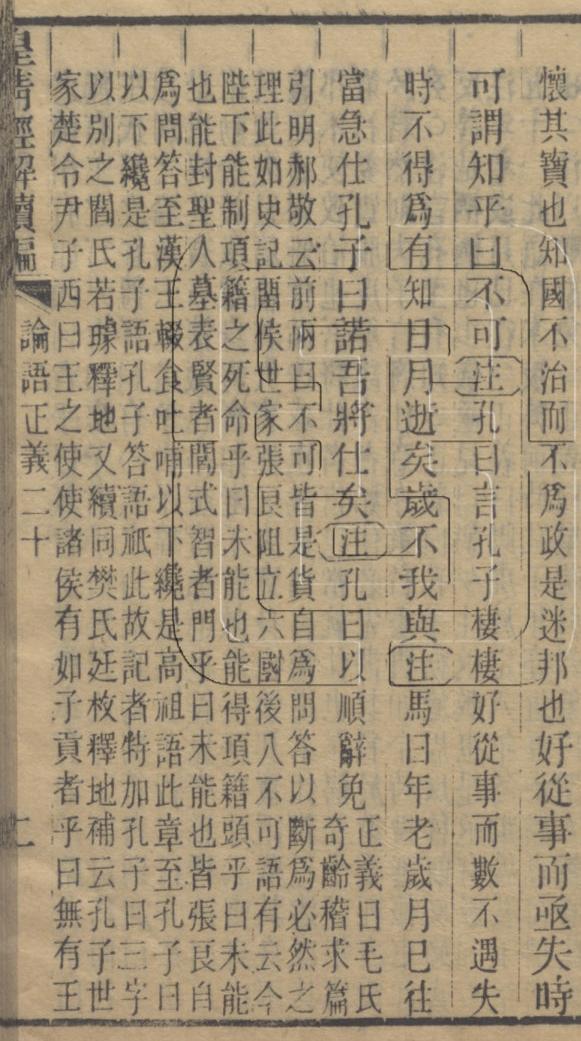 懷其寶也知國不治而不爲政是迷邦也好從事而亟失時
可謂知乎曰不可注孔曰言孔子棲棲好從事而數不遇失
時不得爲有知日月逝矣歲不我與注馬曰年老歲月已往
當急仕孔子曰諾吾將仕矣注孔曰以順辭免
正義曰毛氏
奇齡稽求篇
引明郝敬云前兩曰不可皆是貨自爲問答以斷爲必然之
理此如史記留侯世家張良阻立六國後八不可語有云今
陛下能制項籍之死命乎曰未能也能得項籍頭乎曰未能
也能封聖人墓表賢者閭式智者門乎曰未能也皆張良自
爲問答至漢王輟食吐哺以下纔是高祖語此章至孔子曰
以下纔是孔子語孔子答語祇此故記者特加孔子曰三字
以別之閻氏若璩釋地又續同樊氏廷枚釋地補云孔子世
家楚令尹子西曰王之使使諸侯有如子貢者乎曰無有王
皇清經解續編
論語正義二十
二